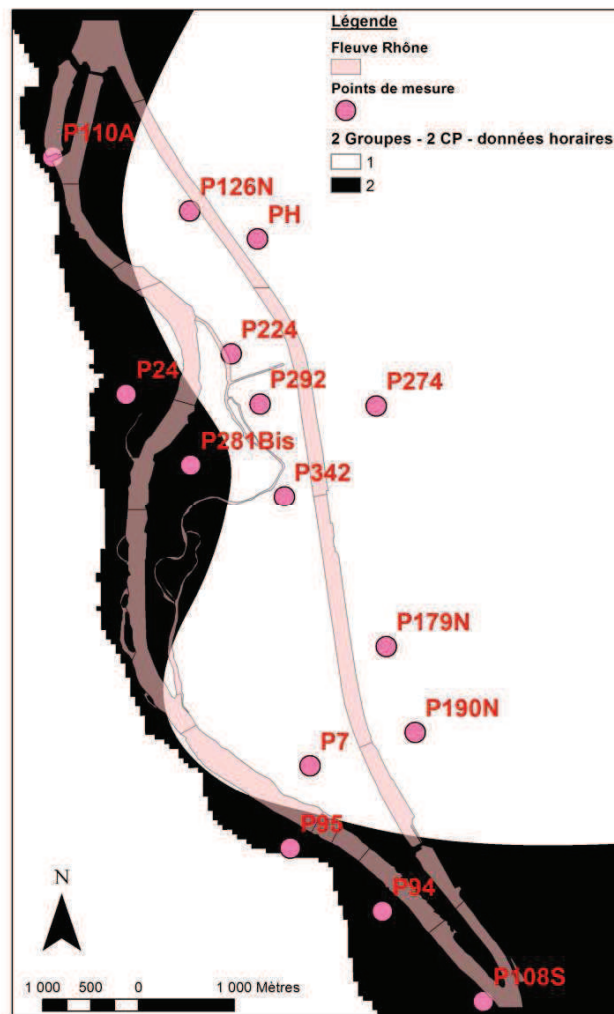 Légende
Fleuve Rhône
Points de mesure
2 Groupes - 2 CP - données horaires
1
2
P110A
P126N
PH
P224
P24
P292
P274
P281Bis
P342
P179N
P190N
P7
P95
P94
P108S
N
1 000 500 0 1 000 Mètres